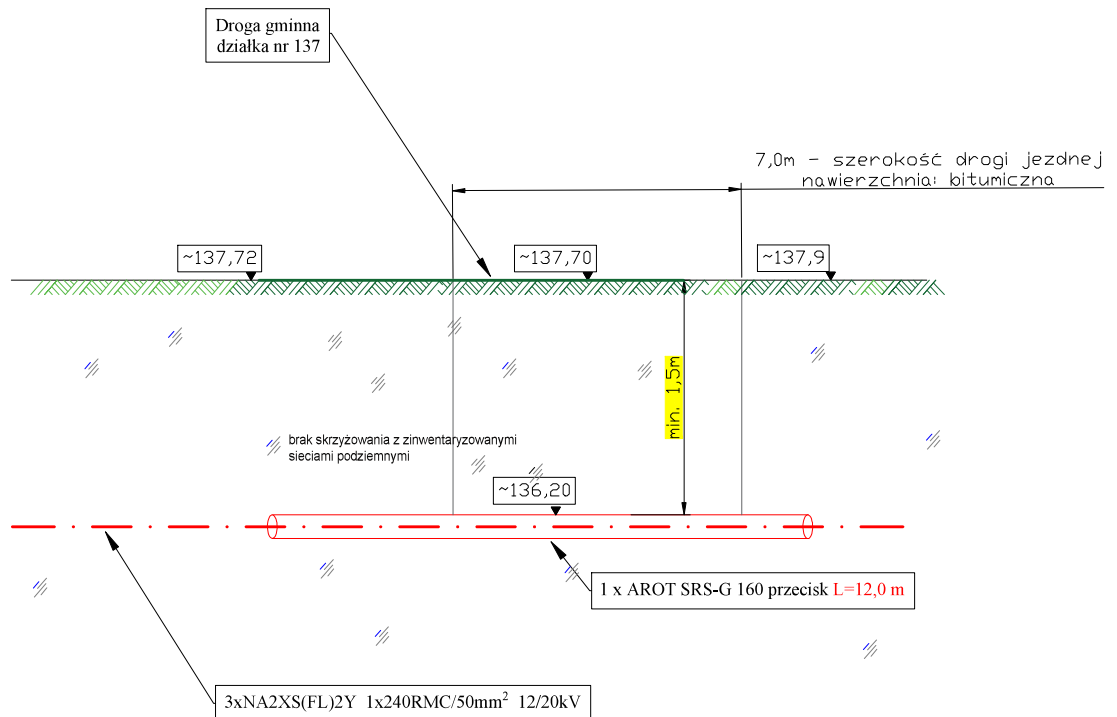 Droga gminna
działka nr 137
7,0m - szerokość drogi jezdnej
nawierzchnia: bitumiczna
~137,72
~137,70
~137,9
min. 1,5m
brak skrzyżowania z zinwentaryzowanymi
sieciami podziemnymi
~136,20
1 x AROT SRS-G 160 przecisk L=12,0 m
3xNA2XS(FL)2Y 1x240RMC/50mm² 12/20kV